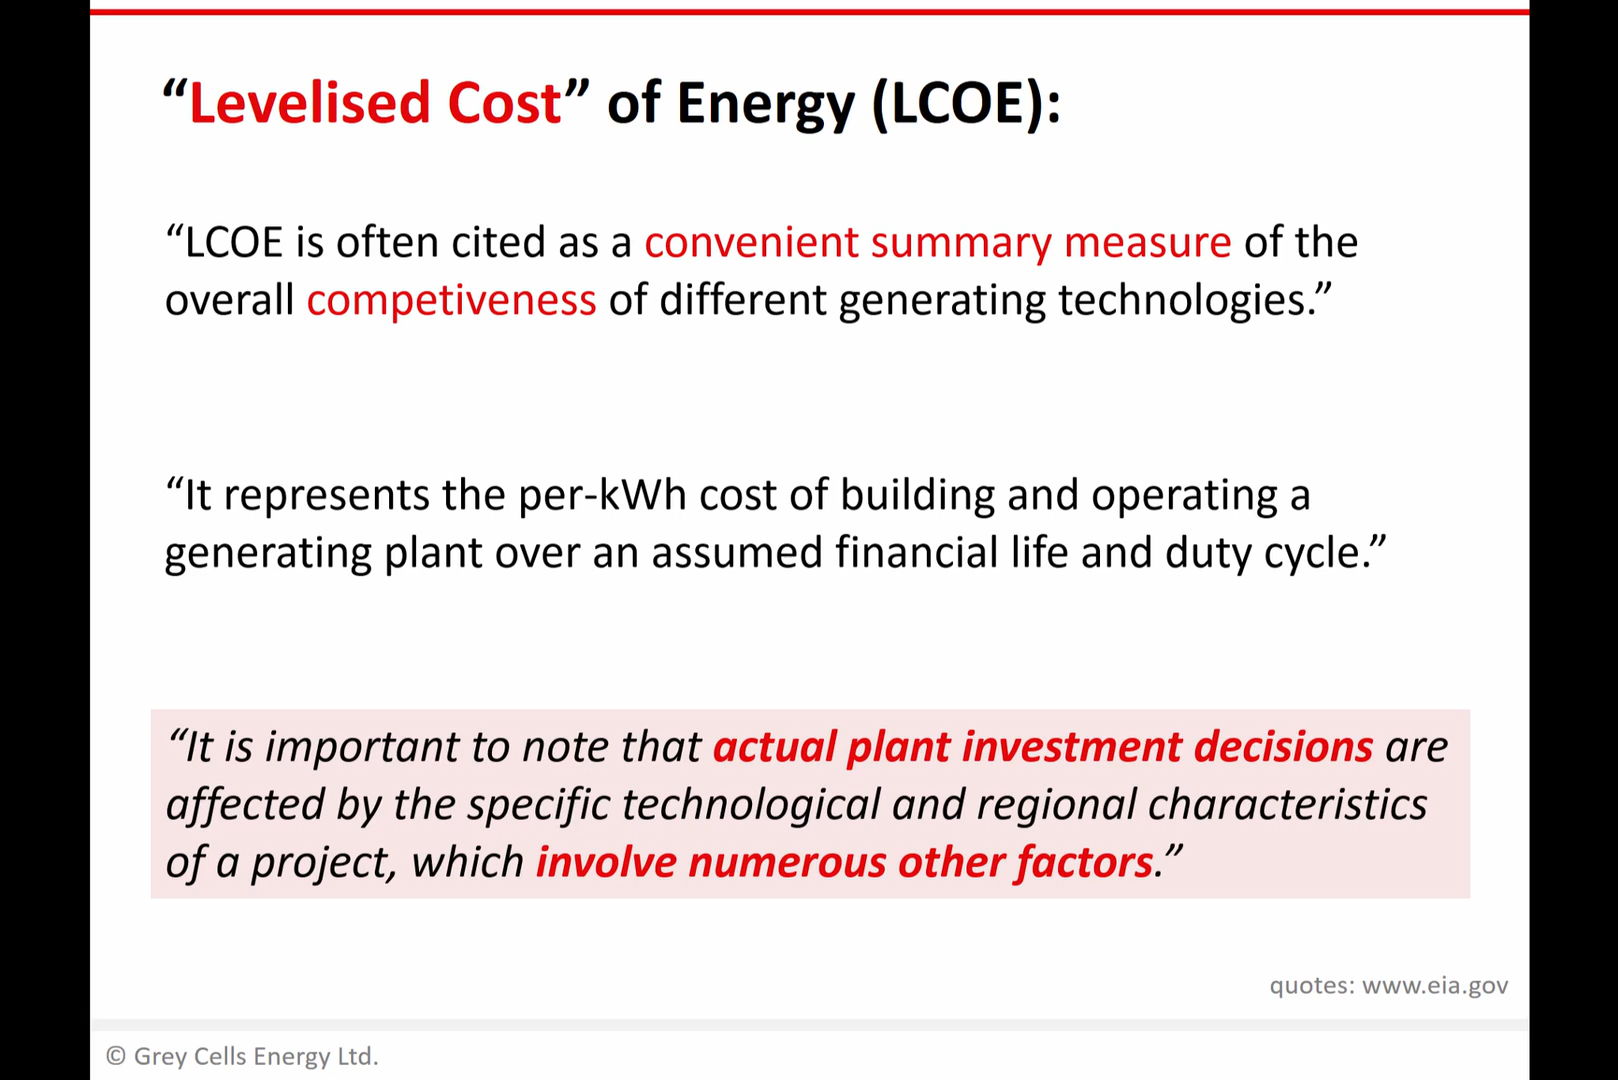 “Levelised Cost” of Energy (LCOE):
“LCOE is often cited as a convenient summary measure of the
overall competiveness of different generating technologies.”
“It represents the per-kWh cost of building and operating a
generating plant over an assumed financial life and duty cycle.”
“It is important to note that actual plant investment decisions are
affected by the specific technological and regional characteristics
of a project, which involve numerous other factors.”
quotes: www.eia.gov
© Grey Cells Energy Ltd.